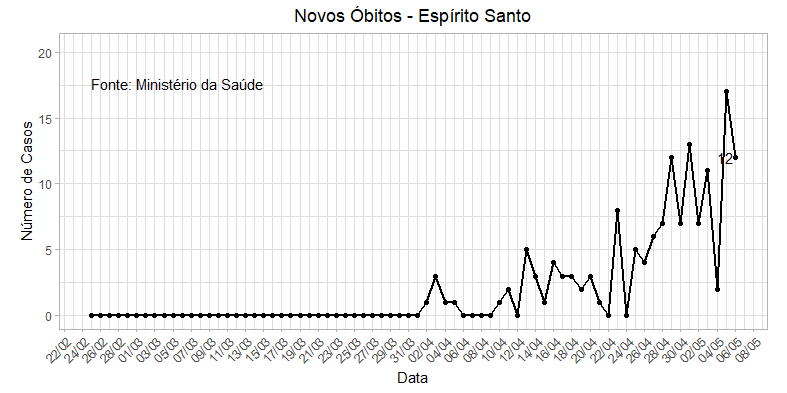 Novos Óbitos - Espírito Santo
20
Fonte: Ministério da Saúde
15
12
10
5
0
Número de Casos
22/02 24/02 26/02 28/02 01/03 03/03 05/03 07/03 09/03 11/03 13/03 15/03 17/03 19/03 21/03 23/03 25/03 27/03 29/03 31/03 02/04 04/04 06/04 08/04 10/04 12/04 14/04 16/04 18/04 20/04 22/04 24/04 26/04 28/04 30/04 02/05 04/05 06/05 08/05
Data